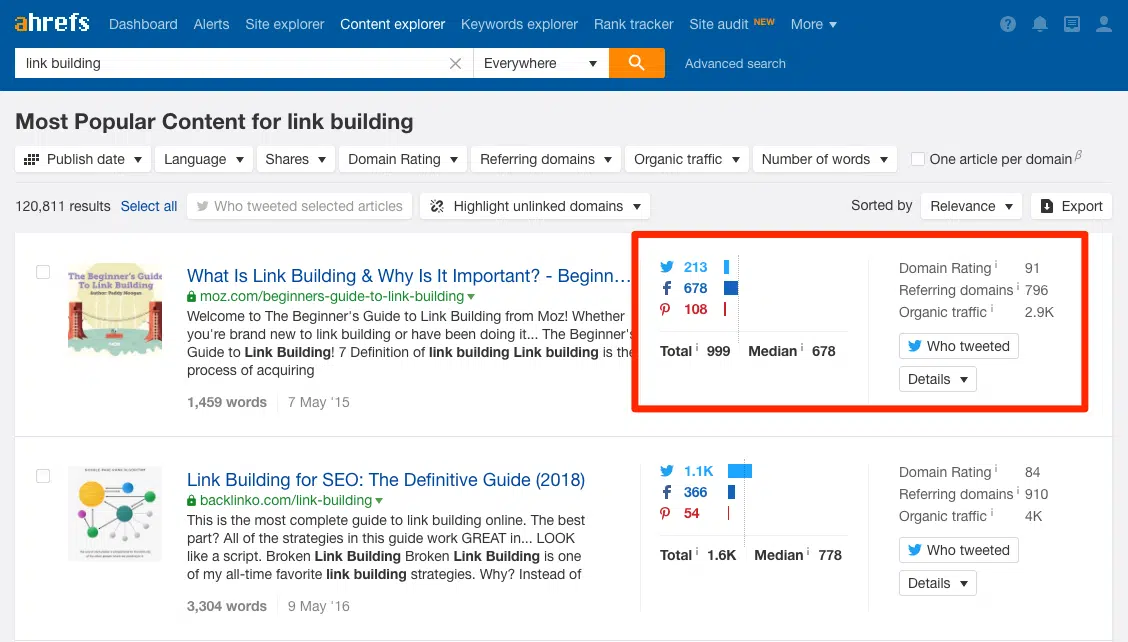 ahrefs Dashboard Alerts Site explorer Content explorer Keywords explorer Rank tracker Site audit NEW More
link building Everywhere Advanced search
Most Popular Content for link building
Publish date Language Shares Domain Rating Referring domains Organic traffic Number of words One article per domain β
120,811 results Select all Who tweeted selected articles Highlight unlinked domains Sorted by Relevance Export
The Beginner's Guide
To Link Building
What Is Link Building & Why Is It Important? - Beginn…
moz.com/beginners-guide-to-link-building
Welcome to The Beginner's Guide to Link Building from Moz! Whether
you're brand new to link building or have been doing it... The Beginner's
Guide to Link Building! 7 Definition of link building Link building is the
process of acquiring
1,459 words 7 May '15
213
678
108
Total i 999 Median i 678
Domain Rating i 91
Referring domains i 796
Organic traffic i 2.9K
Who tweeted
Details
Link Building for SEO: The Definitive Guide (2018)
backlinko.com/link-building
This is the most complete guide to link building online. The best
part? All of the strategies in this guide work GREAT in... LOOK
like a script. Broken Link Building Broken Link Building is one
of my all-time favorite link building strategies. Why? Instead of
3,304 words 9 May '16
1.1K
366
54
Total i 1.6K Median i 778
Domain Rating i 84
Referring domains i 910
Organic traffic i 4K
Who tweeted
Details